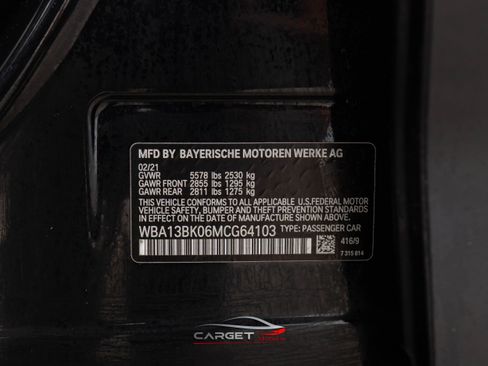 MFD BY BAYERISCHE MOTOREN WERKE AG
02/21
GVWR 5578 lbs 2530 kg
GAWR FRONT 2855 lbs 1295 kg
GAWR REAR 2811 lbs 1275 kg
THIS VEHICLE CONFORMS TO ALL APPLICABLE U.S.FEDERAL MOTOR
VEHICLE SAFETY, BUMPER, AND THEFT PREVENTION STANDARDS
IN EFFECT ON THE DATE OF MANUFACTURE SHOWN ABOVE.
WBA13BK06MCG64103 TYPE: PASSENGER CAR
416/9
7 315 814
CARGET